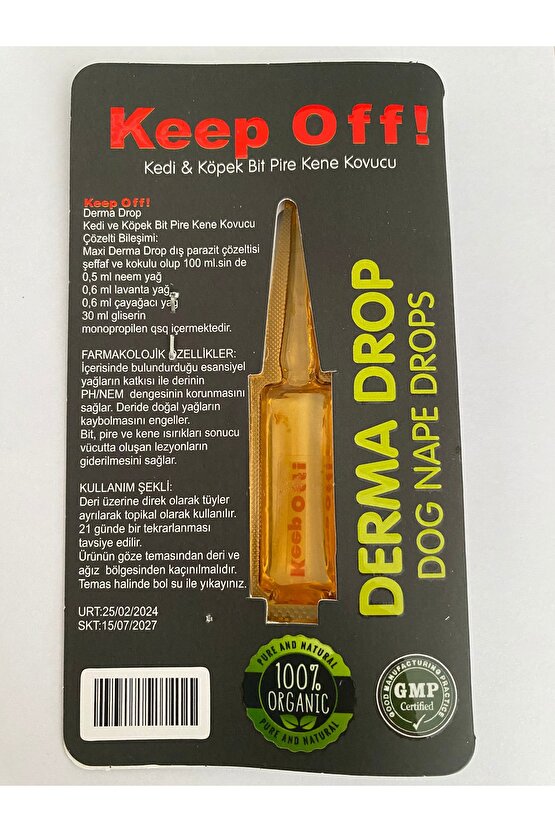 Keep Off!
Kedi & Köpek Bit Pire Kene Kovucu
Keep Off!
Derma Drop
Kedi ve Köpek Bit Pire Kene Kovucu
Çözelti Bileşimi:
Maxi Derma Drop dış parazit çözeltisi
şeffaf ve kokulu olup 100 ml.sin de
0,5 ml neem yağ
0,6 ml lavanta yağ
0,6 ml çayağacı yağ
30 ml gliserin
monopropilen qsq içermektedir.
FARMAKOLOJİK ÖZELLİKLER:
İçerisinde bulundurduğu esansiyel
yağların katkısı ile derinin
PH/NEM dengesinin korunmasını
sağlar. Deride doğal yağların
kaybolmasını engeller.
Bit, pire ve kene ısırıkları sonucu
vücutta oluşan lezyonların
giderilmesini sağlar.
KULLANIM ŞEKLİ:
Deri üzerine direk olarak tüyler
ayrılarak topikal olarak kullanılır.
21 günde bir tekrarlanması
tavsiye edilir.
Ürünün göze temasından deri ve
ağız bölgesinden kaçınılmalıdır.
Temas halinde bol su ile yıkayınız.
URT:25/02/2024
SKT:15/07/2027
Keep Off!
DERMA DROP
DOG NAPE DROPS
PURE AND NATURAL
100%
ORGANIC
PURE AND NATURAL
GOOD MANUFACTURING PRACTICE
GMP
Certified